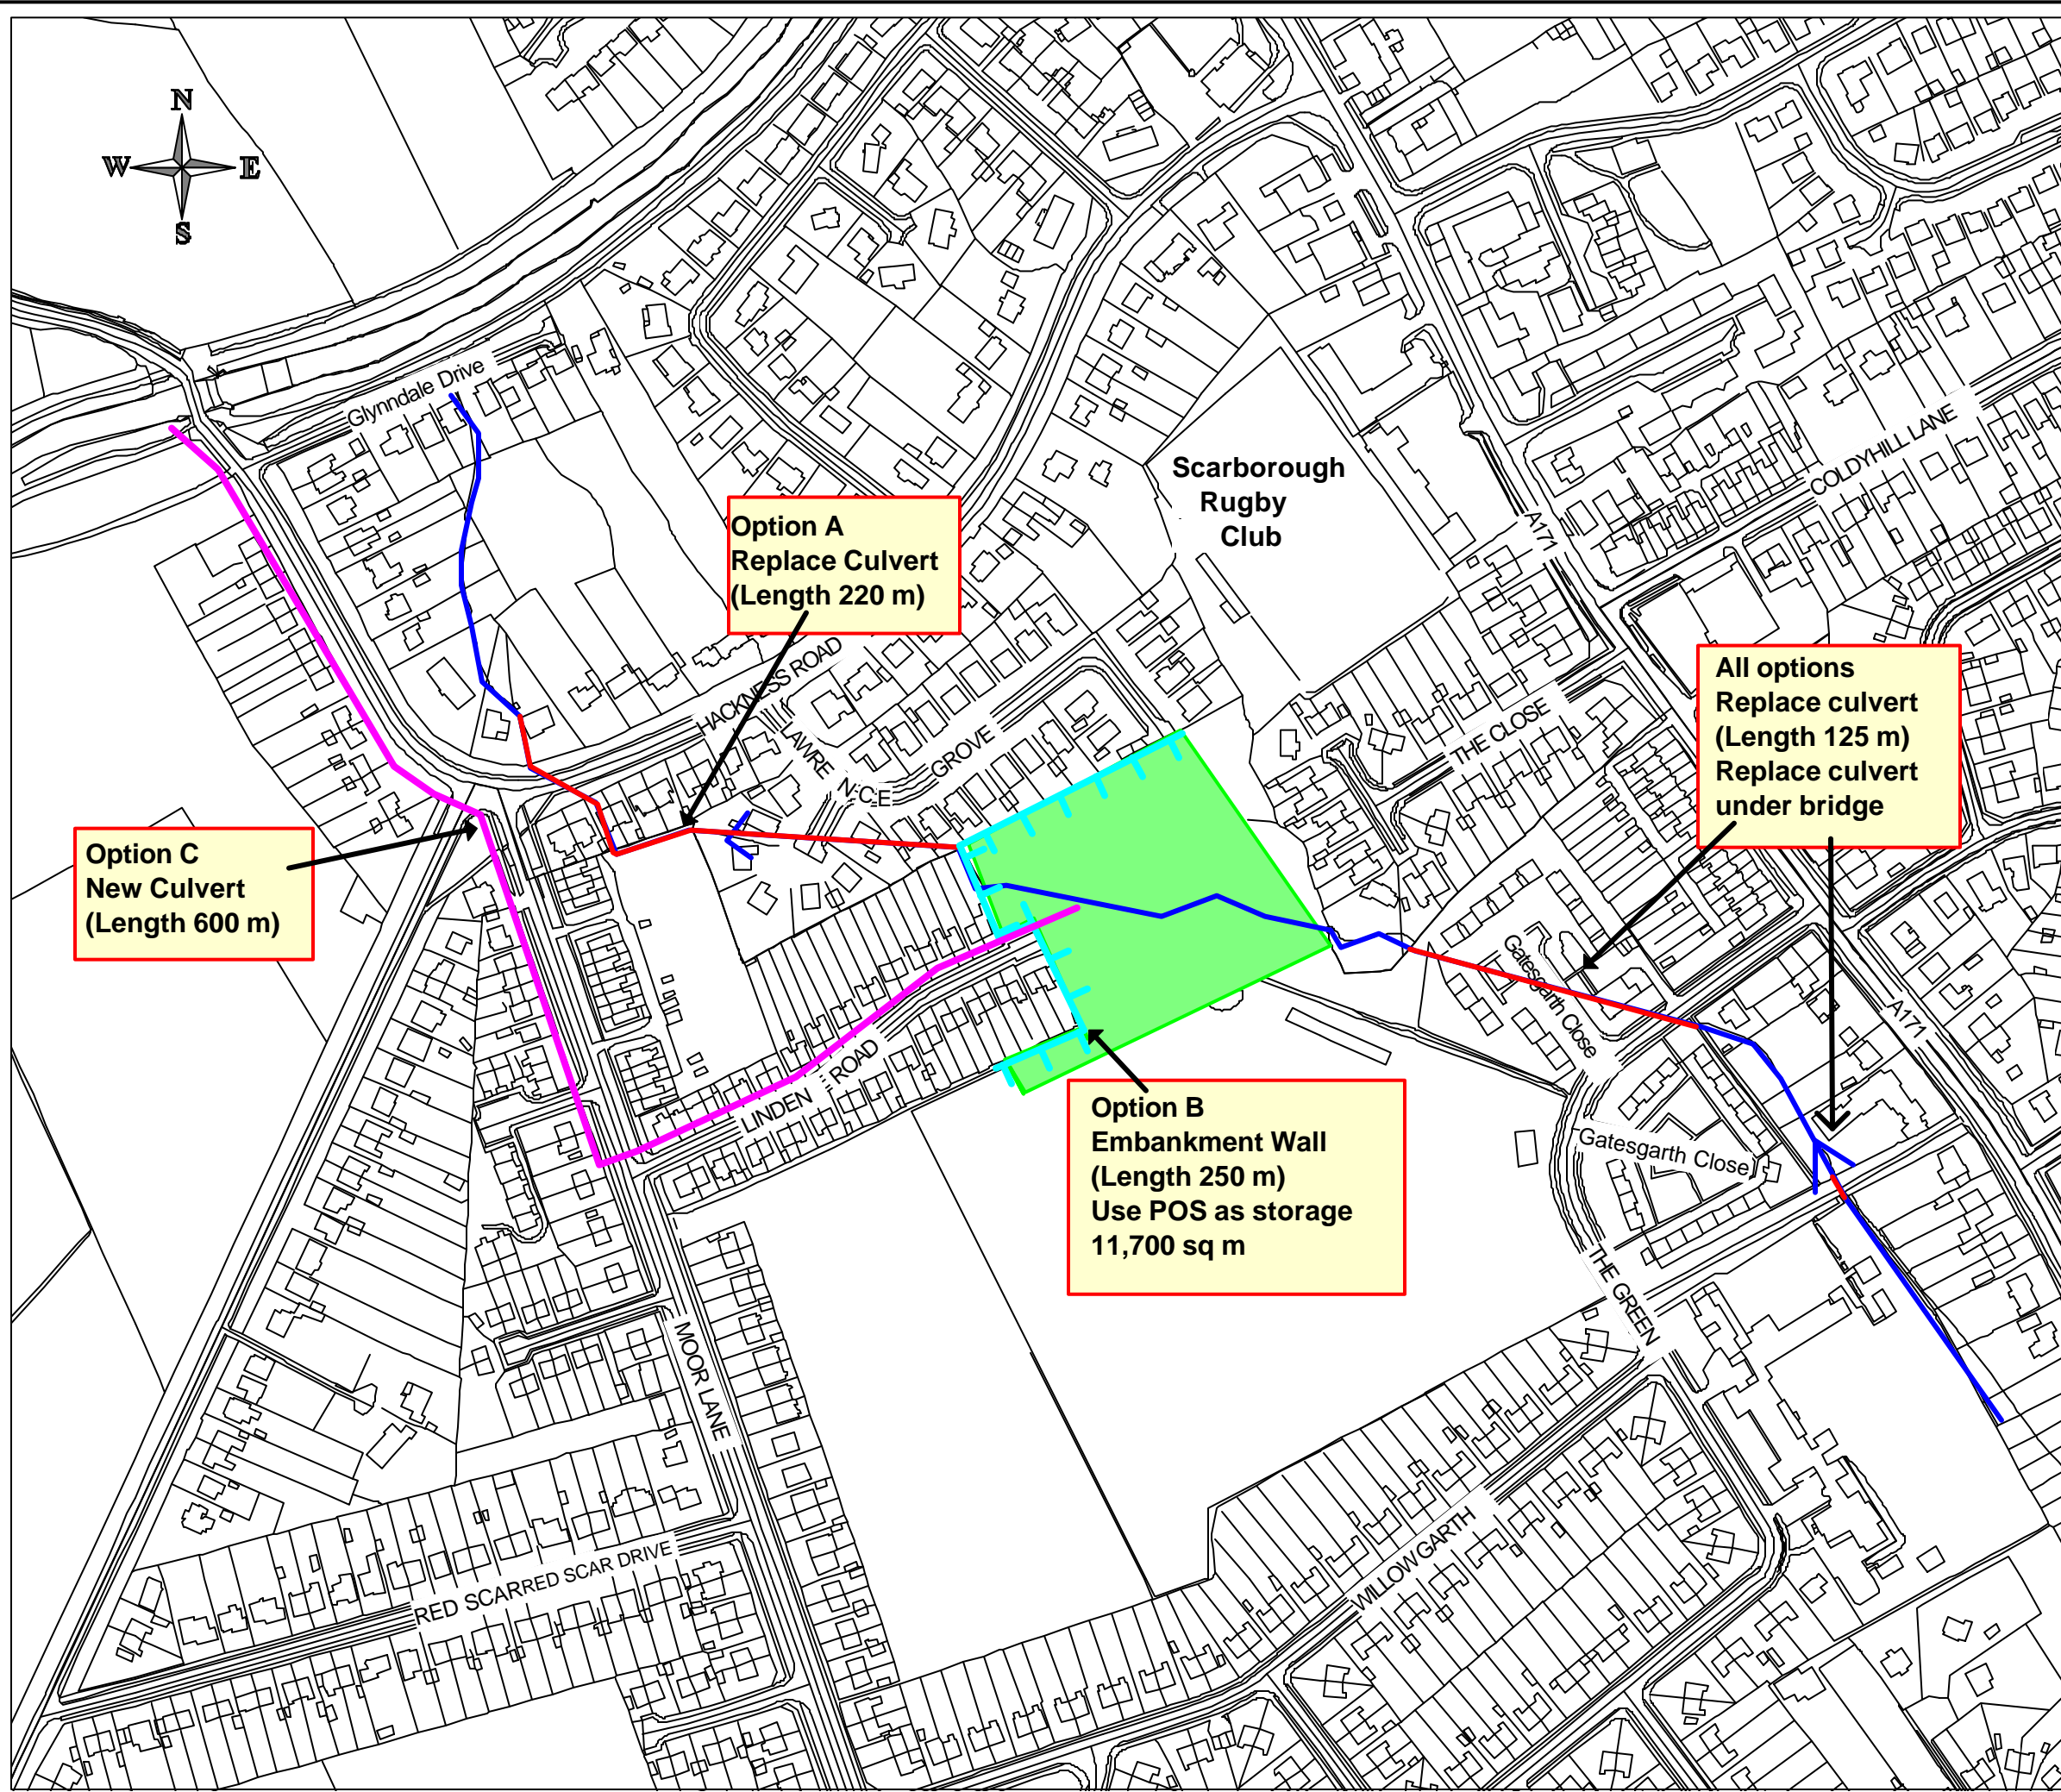 N
W E
S
Glynndale Drive
Scarborough
Rugby
Club
A171
COLDYHILL LANE
Option A
Replace Culvert
(Length 220 m)
HACKNESS ROAD
LAWRE
N
C
E
GROVE
THE CLOSE
All options
Replace culvert
(Length 125 m)
Replace culvert
under bridge
Option C
New Culvert
(Length 600 m)
Gatesgarth Close
A171
LINDEN ROAD
Option B
Embankment Wall
(Length 250 m)
Use POS as storage
11,700 sq m
Gatesgarth Close
THE GREEN
MOOR LANE
RED SCARRED SCAR DRIVE
WILLOWGARTH